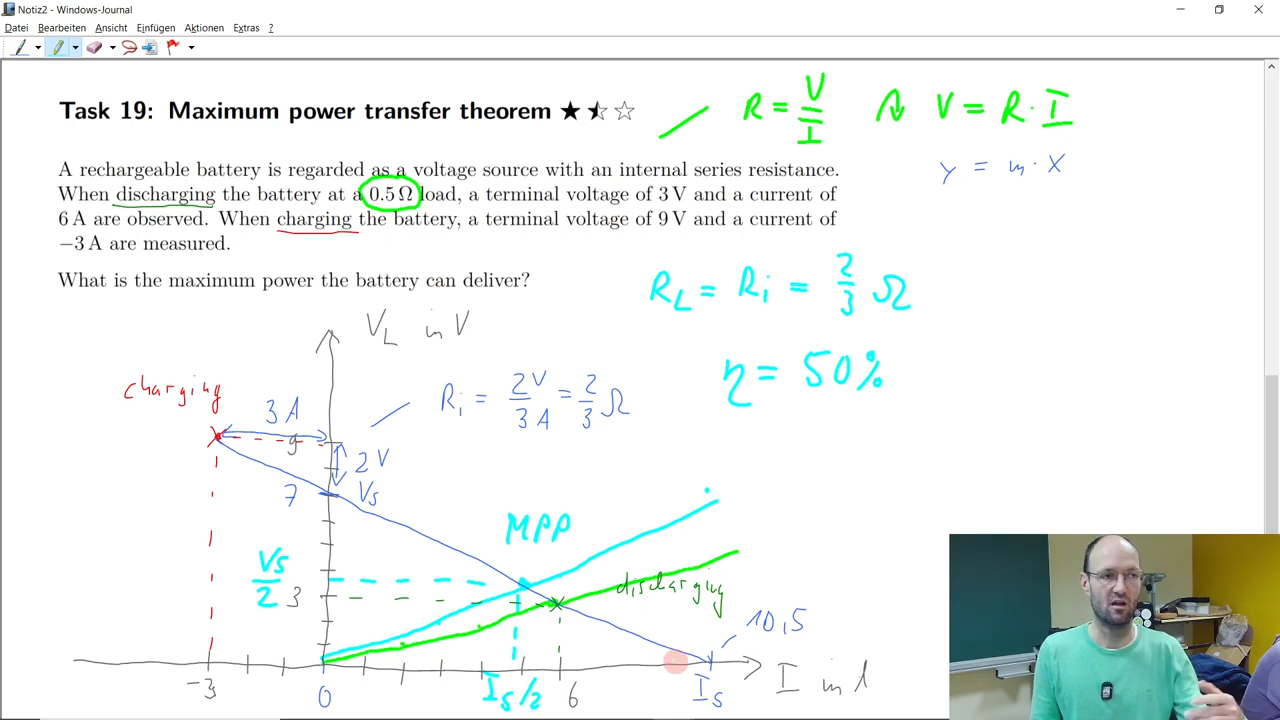 Notiz2 - Windows-Journal
Datei Bearbeiten Ansicht Einfügen Aktionen Extras ?
Task 19: Maximum power transfer theorem ★ ☆
R = V/I V = R · I
y = m · x
A rechargeable battery is regarded as a voltage source with an internal series resistance.
When discharging the battery at a 0.5 Ω load, a terminal voltage of 3 V and a current of
6 A are observed. When charging the battery, a terminal voltage of 9 V and a current of
−3 A are measured.
What is the maximum power the battery can deliver?
R_L = R_i = 2/3 Ω
η = 50%
V_L in V
charging
3 A
R_i = 2V/3A = 2/3 Ω
9
2V
7 Vs
MPP
Vs/2
3
discharging
10,5
-3
0
Is/2
6
Is
I in A